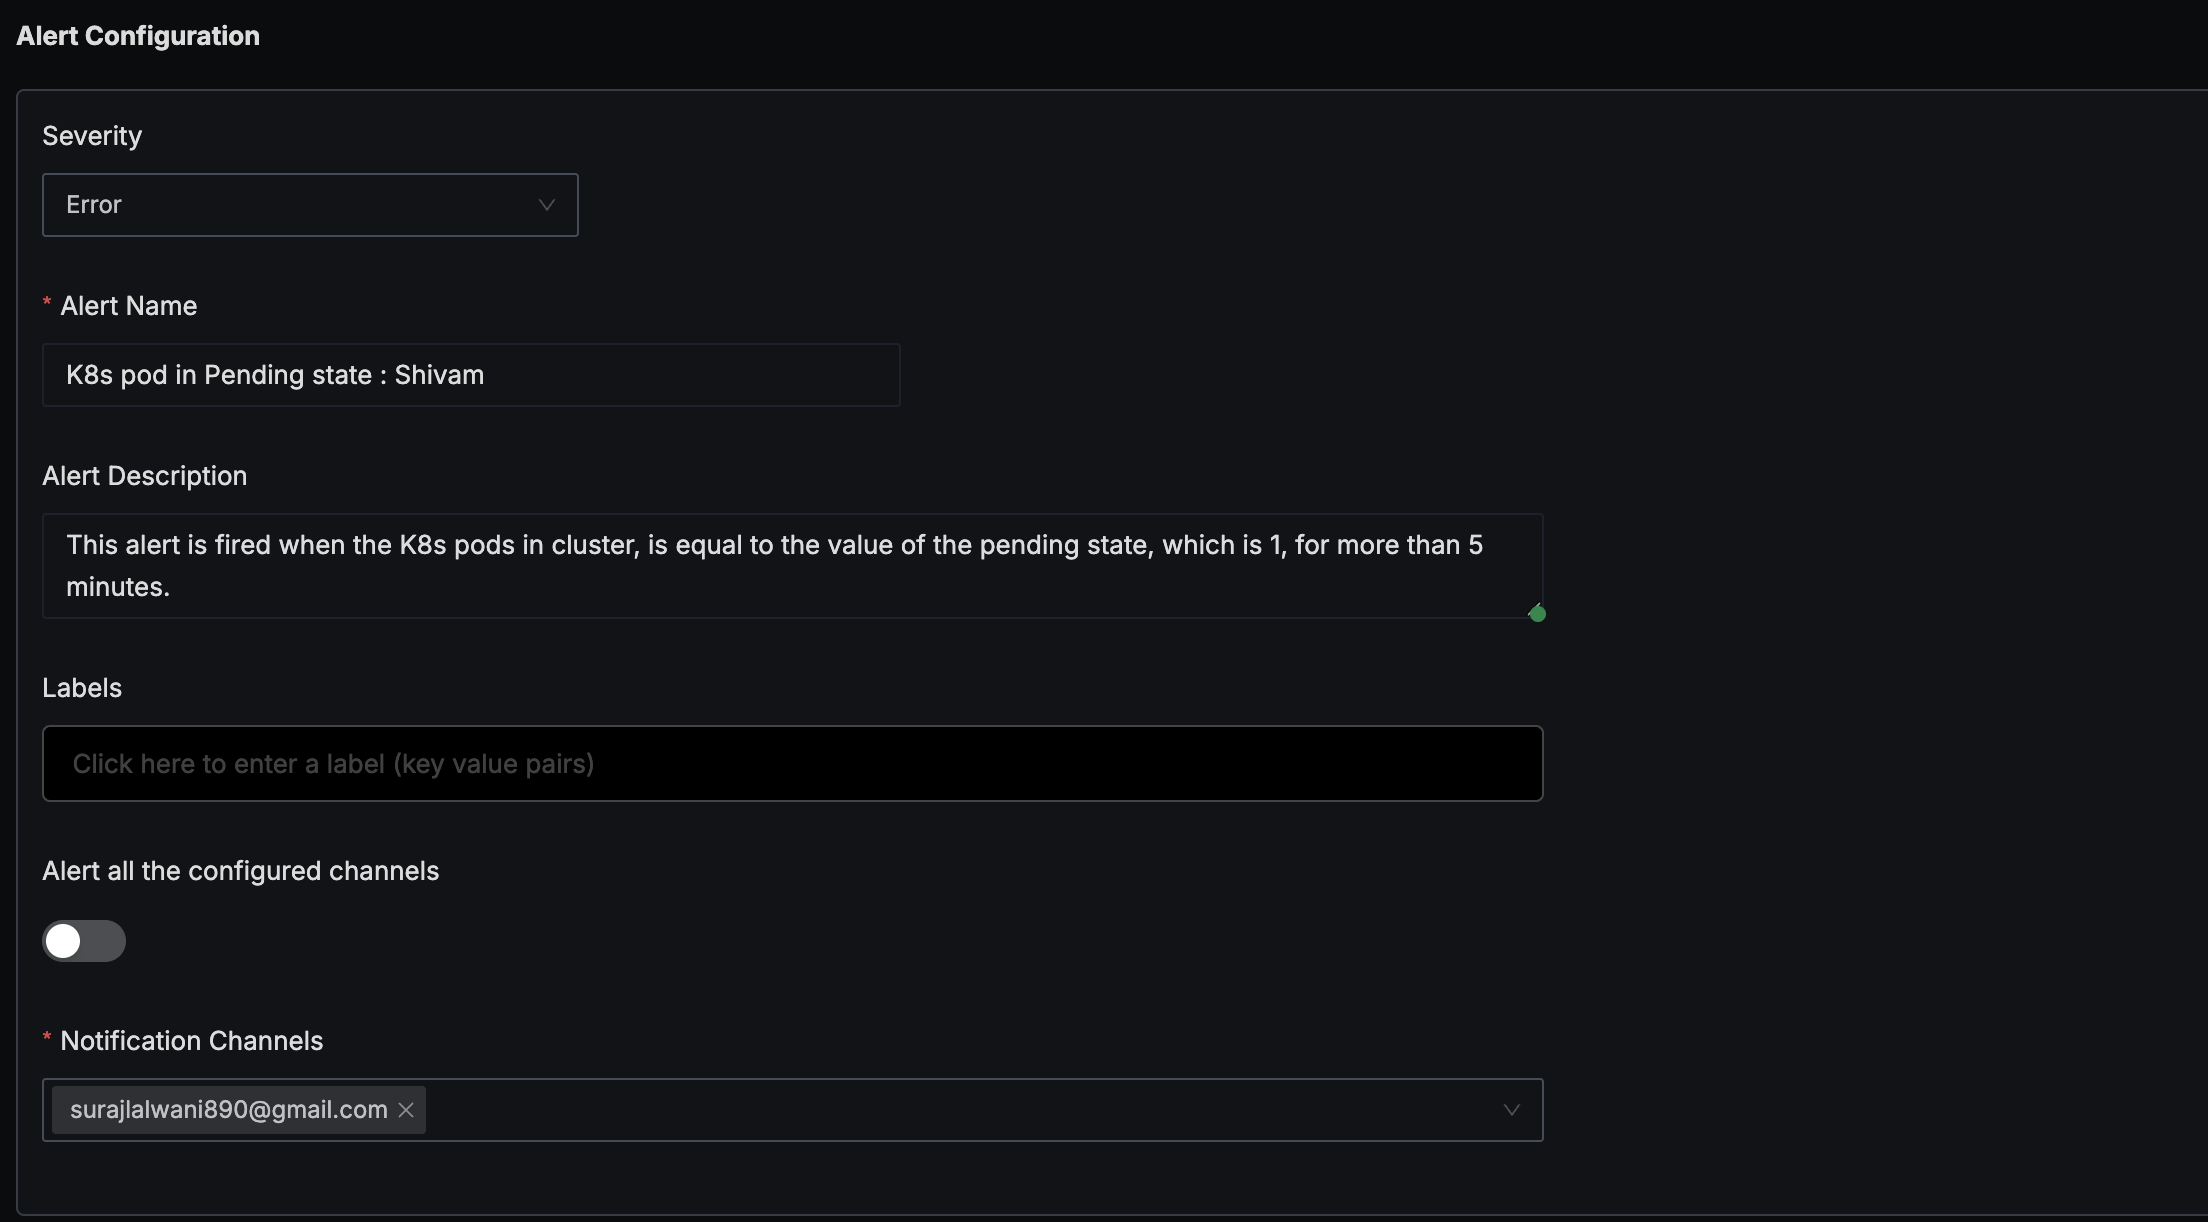 Alert Configuration
Severity
Error
* Alert Name
K8s pod in Pending state : Shivam
Alert Description
This alert is fired when the K8s pods in cluster, is equal to the value of the pending state, which is 1, for more than 5
minutes.
Labels
Click here to enter a label (key value pairs)
Alert all the configured channels
* Notification Channels
surajlalwani890@gmail.com